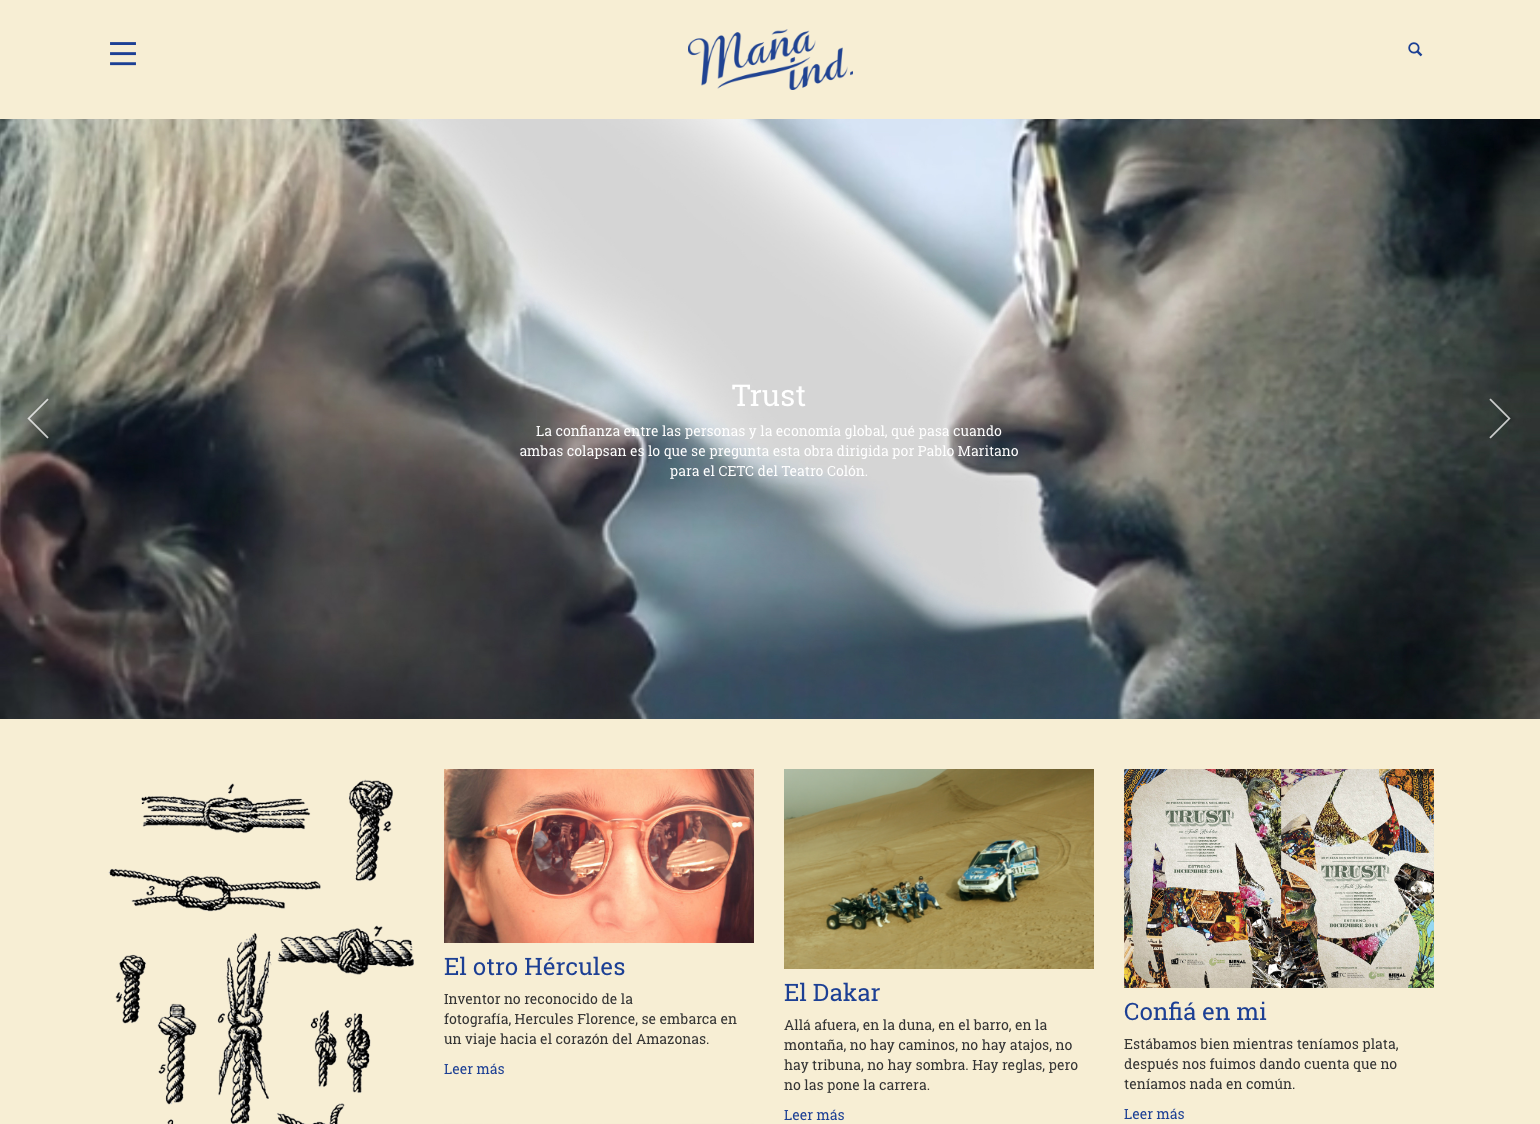 Maña
ind.
Trust
La confianza entre las personas y la economía global, qué pasa cuando
ambas colapsan es lo que se pregunta esta obra dirigida por Pablo Maritano
para el CETC del Teatro Colón.
1
2
3
7
4
6
8
8
5
El otro Hércules
Inventor no reconocido de la
fotografía, Hercules Florence, se embarca en
un viaje hacia el corazón del Amazonas.
Leer más
El Dakar
Allá afuera, en la duna, en el barro, en la
montaña, no hay caminos, no hay atajos, no
hay tribuna, no hay sombra. Hay reglas, pero
no las pone la carrera.
Leer más
TRUST
ESTRENO
DICIEMBRE 2014
TRUST
ESTRENO
DICIEMBRE 2014
Confiá en mi
Estábamos bien mientras teníamos plata,
después nos fuimos dando cuenta que no
teníamos nada en común.
Leer más